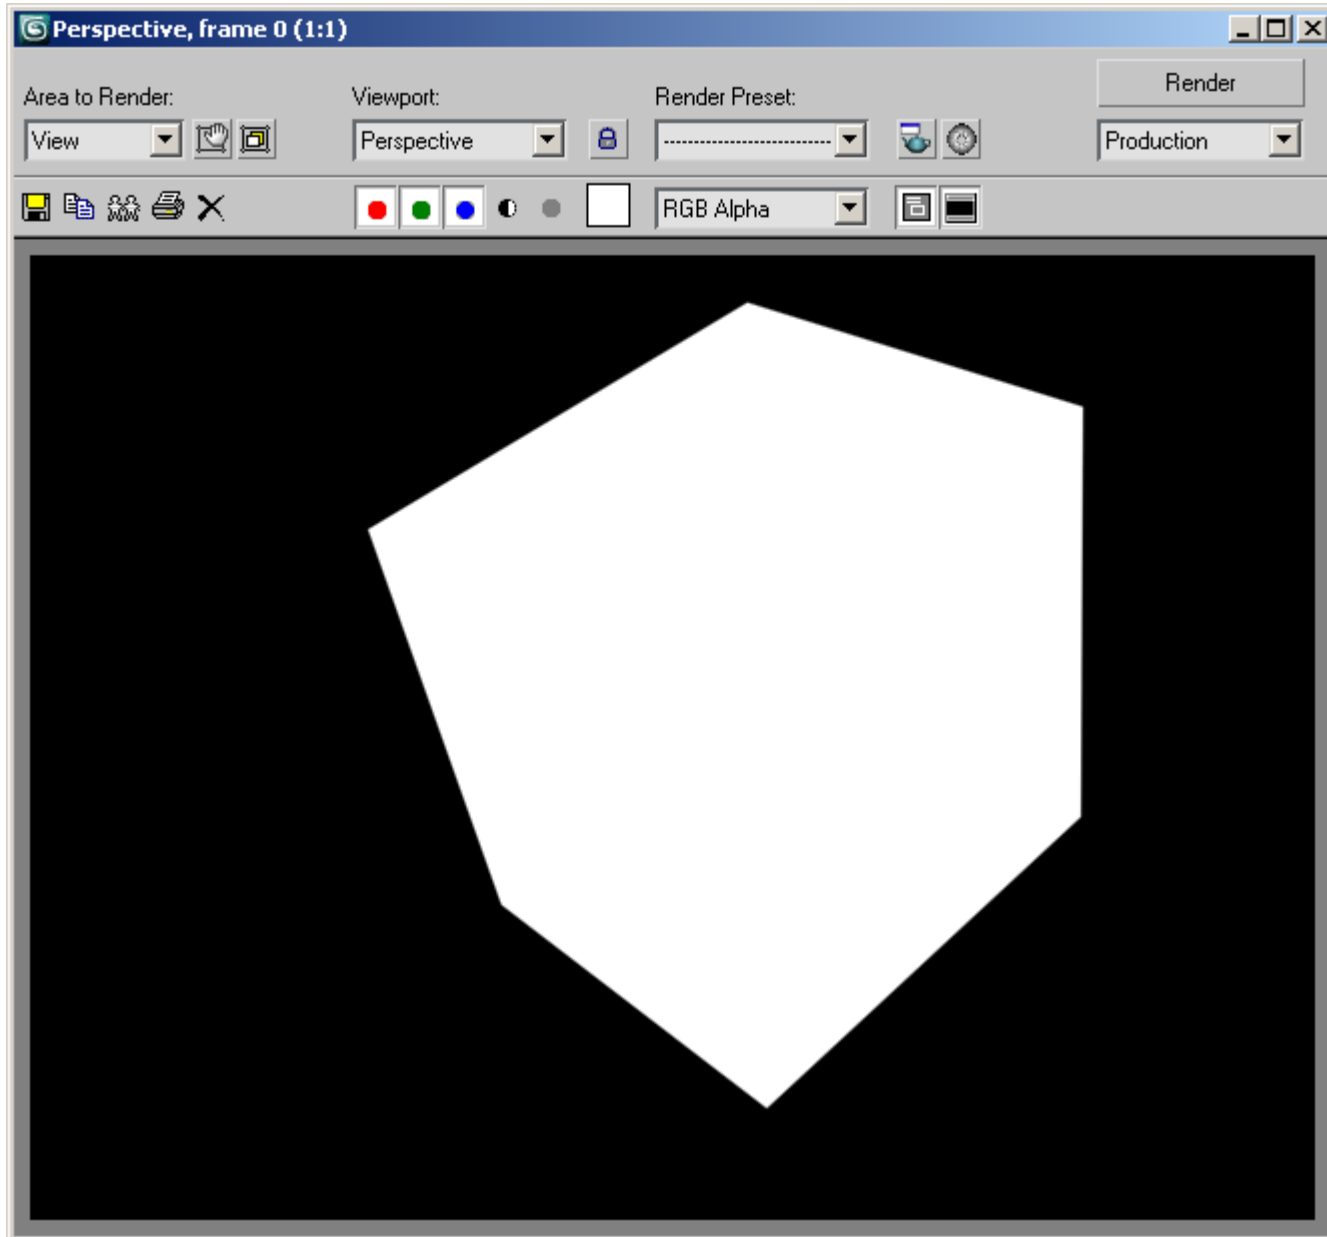 Perspective, frame 0 (1:1)
Area to Render:
Viewport:
Render Preset:
Render
View
Perspective
---------------------------
Production
RGB Alpha